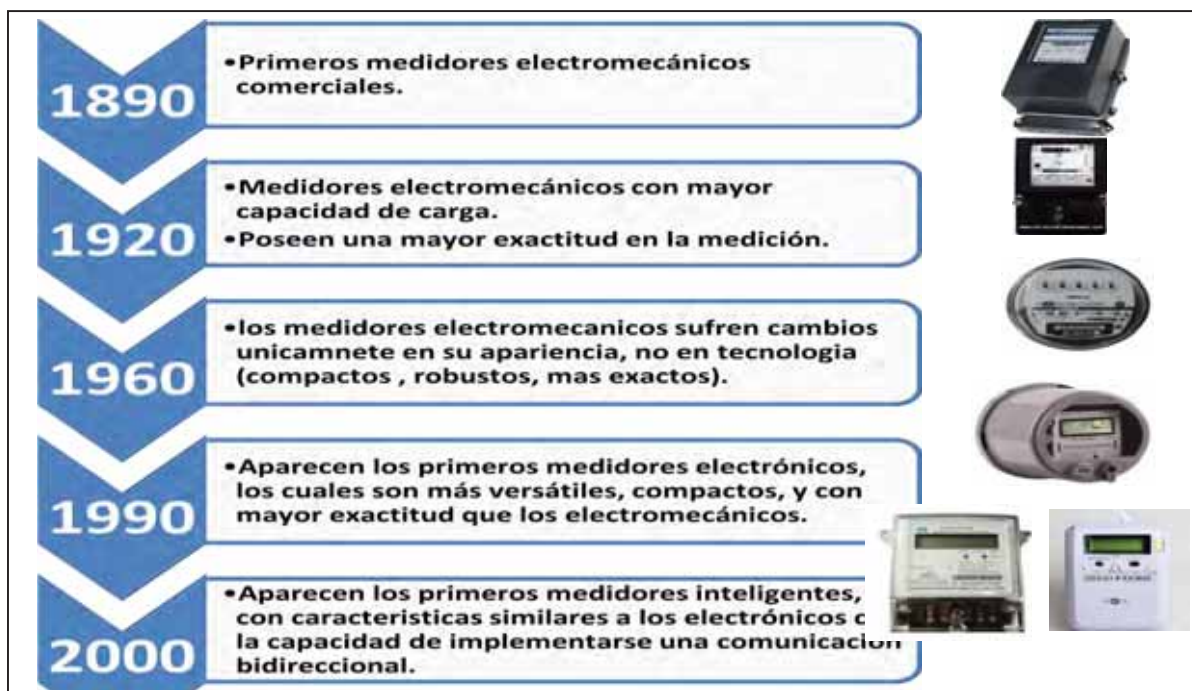 1890
•Primeros medidores electromecánicos
comerciales.
1920
•Medidores electromecánicos con mayor
capacidad de carga.
•Poseen una mayor exactitud en la medición.
1960
•los medidores electromecanicos sufren cambios
unicamnete en su apariencia, no en tecnologia
(compactos , robustos, mas exactos).
1990
•Aparecen los primeros medidores electrónicos,
los cuales son más versátiles, compactos, y con
mayor exactitud que los electromecánicos.
2000
•Aparecen los primeros medidores inteligentes,
con caracteristicas similares a los electrónicos
la capacidad de implementarse una comunicación
bidireccional.